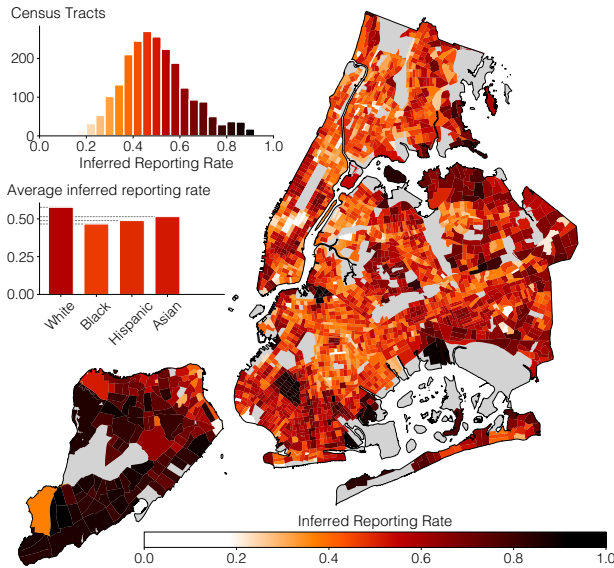 Census Tracts
200
100
0
0.0 0.2 0.4 0.6 0.8 1.0
Inferred Reporting Rate
Average inferred reporting rate
0.50
0.25
0.00
White Black Hispanic Asian
Inferred Reporting Rate
0.0 0.2 0.4 0.6 0.8 1.0